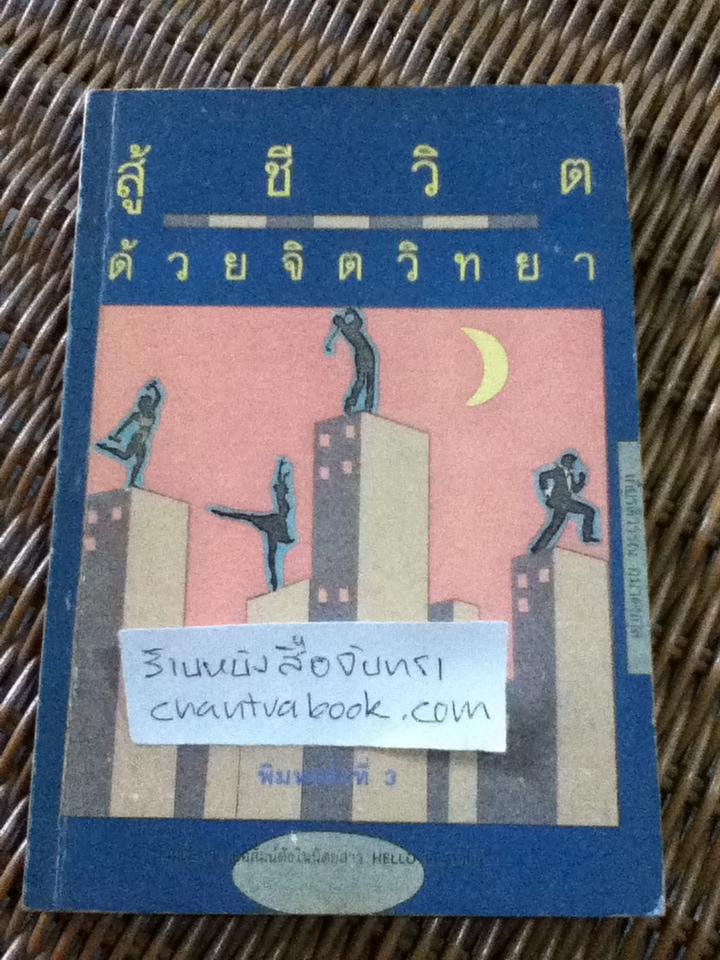 สู้ชีวิต
ด้วยจิตวิทยา
ร้านหนังสือจันทรา
chantrabook.com
พิมพ์ครั้งที่ 3
HELLO